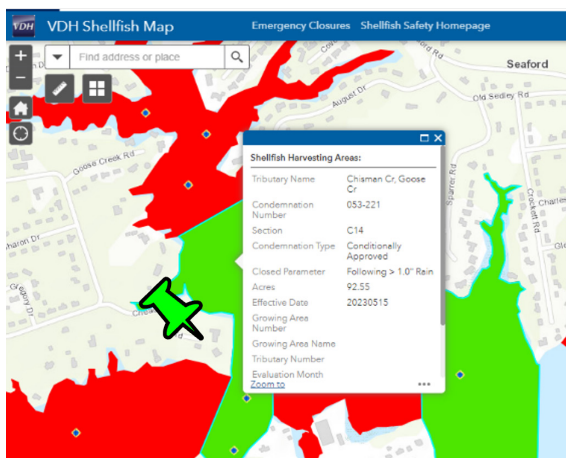 VDH VDH Shellfish Map Emergency Closures Shellfish Safety Homepage
+ Find address or place
−
Seaford
Old Sedley Rd
August Dr
Goose Creek Rd
Shellfish Harvesting Areas:
Tributary Name Chisman Cr, Goose
Cr
Condemnation 053-221
Number
Section C14
Condemnation Type Conditionally
Approved
Closed Parameter Following > 1.0" Rain
Acres 92.55
Effective Date 20230515
Growing Area
Number
Growing Area Name
Tributary Number
Evaluation Month
Zoom to ...
Sparrer Rd
Crockett Rd
Gregory Dr